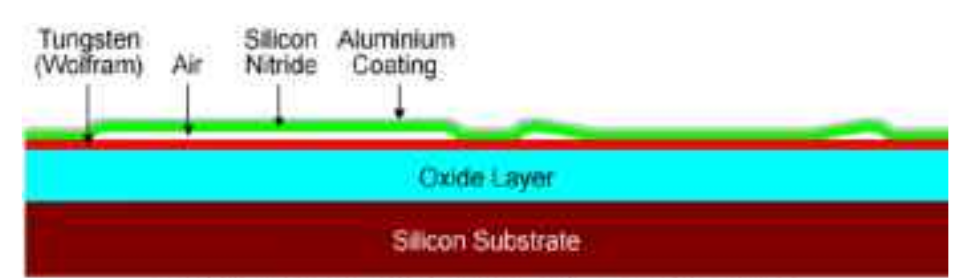 Tungsten
(Wolfram)
Air
Silicon
Nitride
Aluminium
Coating
Oxide Layer
Silicon Substrate